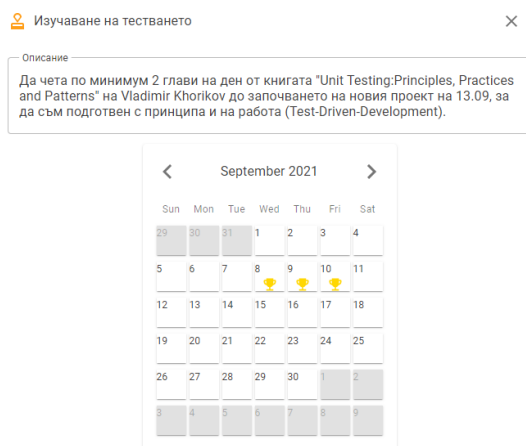 Изучаване на тестването
Описание
Да чета по минимум 2 глави на ден от книгата "Unit Testing:Principles, Practices
and Patterns" на Vladimir Khorikov до започването на новия проект на 13.09, за
да съм подготвен с принципа и на работа (Test-Driven-Development).
September 2021
Sun Mon Tue Wed Thu Fri Sat
29 30 31 1 2 3 4
5 6 7 8 9 10 11
12 13 14 15 16 17 18
19 20 21 22 23 24 25
26 27 28 29 30 1 2
3 4 5 6 7 8 9